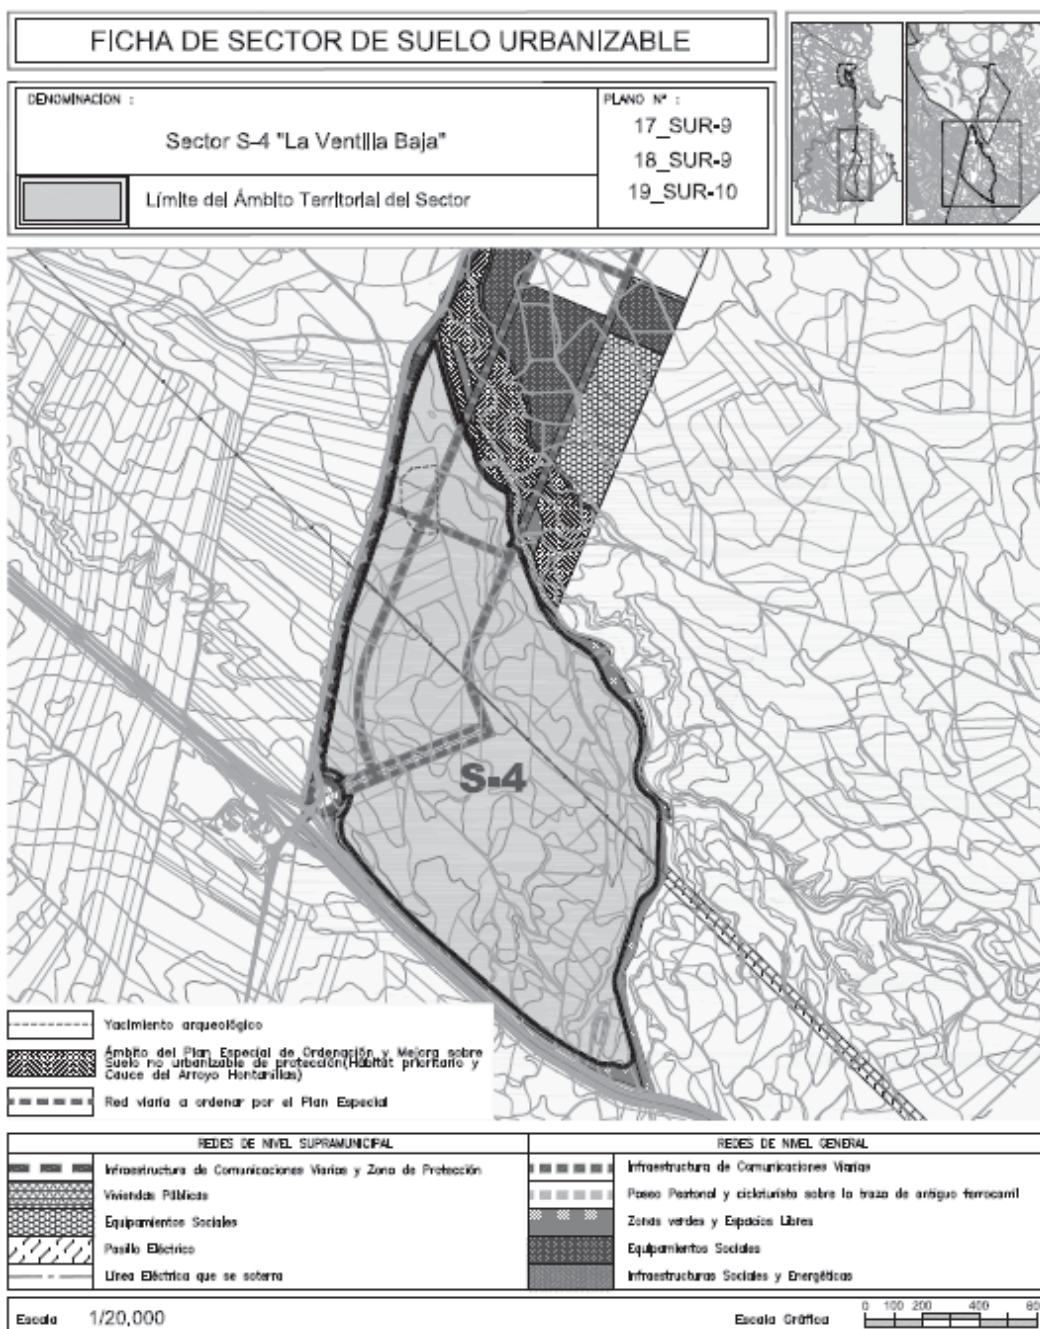 FICHA DE SECTOR DE SUELO URBANIZABLE
DENOMINACION :
Sector S-4 "La Ventilla Baja"
Límite del Ámbito Territorial del Sector
PLANO Nº :
17_SUR-9
18_SUR-9
19_SUR-10
S-4
Yacimiento arqueológico
Ámbito del Plan Especial de Ordenación y Mejora sobre
Suelo no urbanizable de protección(Hábitat prioritario y
Cauce del Arroyo Hontanillas)
Red viaria a ordenar por el Plan Especial
REDES DE NIVEL SUPRAMUNICIPAL
Infraestructura de Comunicaciones Viarias y Zona de Protección
Viviendas Públicas
Equipamientos Sociales
Pasillo Eléctrico
Línea Eléctrica que se soterra
REDES DE NIVEL GENERAL
Infraestructura de Comunicaciones Viarias
Paseo Peatonal y cicloturista sobre la traza de antiguo ferrocarril
Zonas verdes y Espacios Libres
Equipamientos Sociales
Infraestructuras Sociales y Energéticas
Escala 1/20,000
Escala Gráfica
0 100 200 400